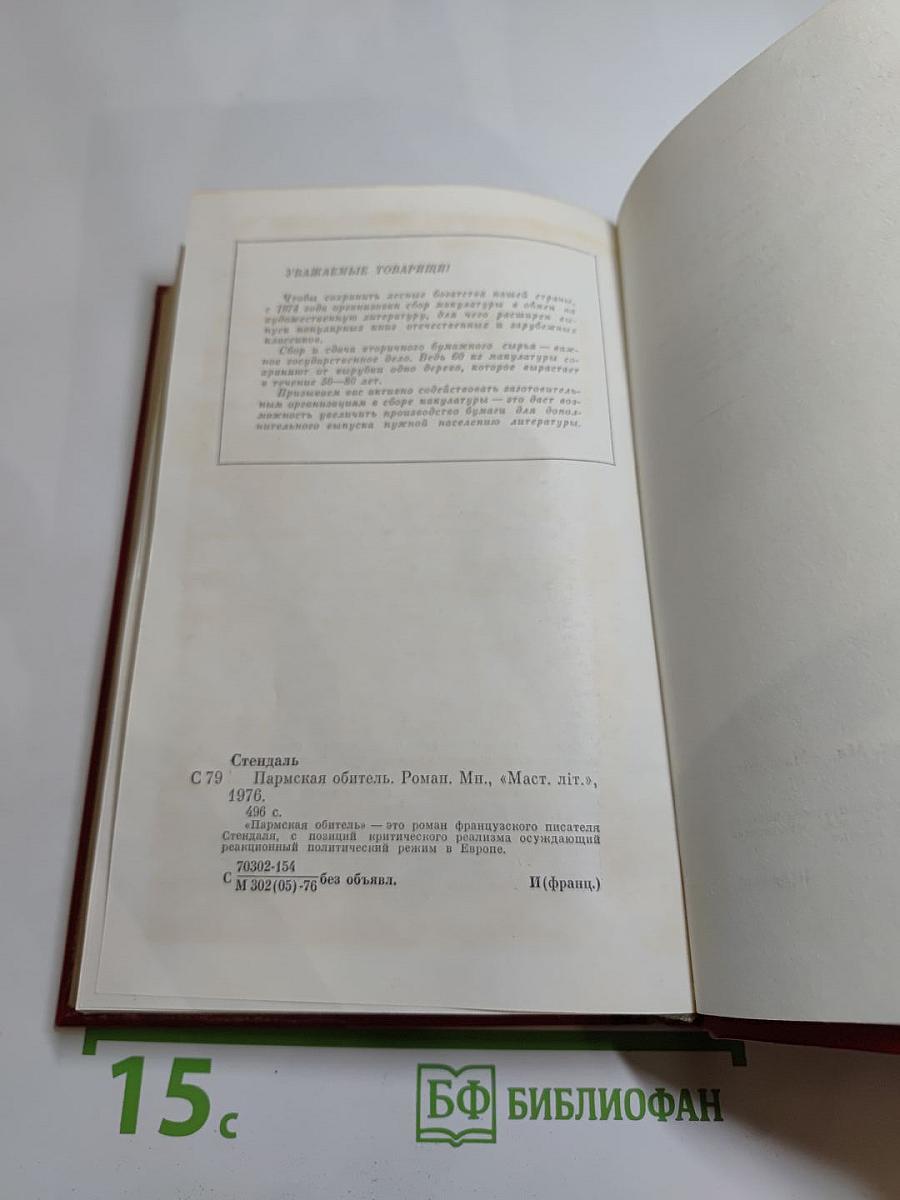 УВАЖАЕМЫЕ ТОВАРИЩИ!
Чтобы сохранить лесные богатства нашей страны,
с 1974 года организован сбор макулатуры в обмен на
художественную литературу, для чего расширен вы-
пуск популярных книг отечественных и зарубежных
классиков.
Сбор и сдача вторичного бумажного сырья — важ-
ное государственное дело. Ведь 60 кг макулатуры со-
храняют от вырубки одно дерево, которое вырастает
в течение 50—80 лет.
Призываем вас активно содействовать заготовитель-
ным организациям в сборе макулатуры — это дает воз-
можность увеличить производство бумаги для допол-
нительного выпуска нужной населению литературы.
Стендаль
С 79 Пармская обитель. Роман. Мн., «Маст. літ.»,
1976.
496 с.
«Пармская обитель» — это роман французского писателя
Стендаля, с позиций критического реализма осуждающий
реакционный политический режим в Европе.
С 70302-154
М 302(05)-76 без объявл. И(франц.)
15 с
БФ БИБЛИОФАН